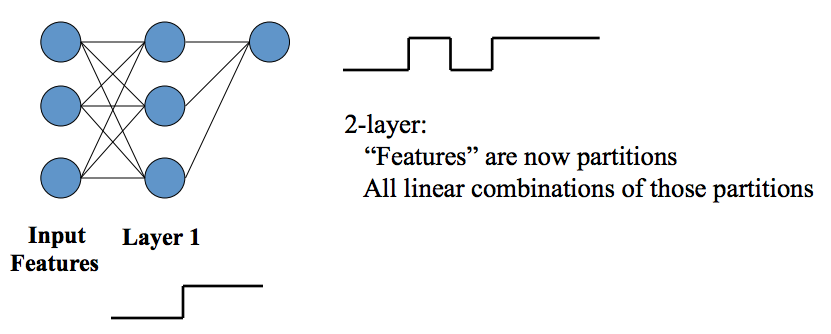 2-layer:
“Features” are now partitions
All linear combinations of those partitions
Input Layer 1
Features